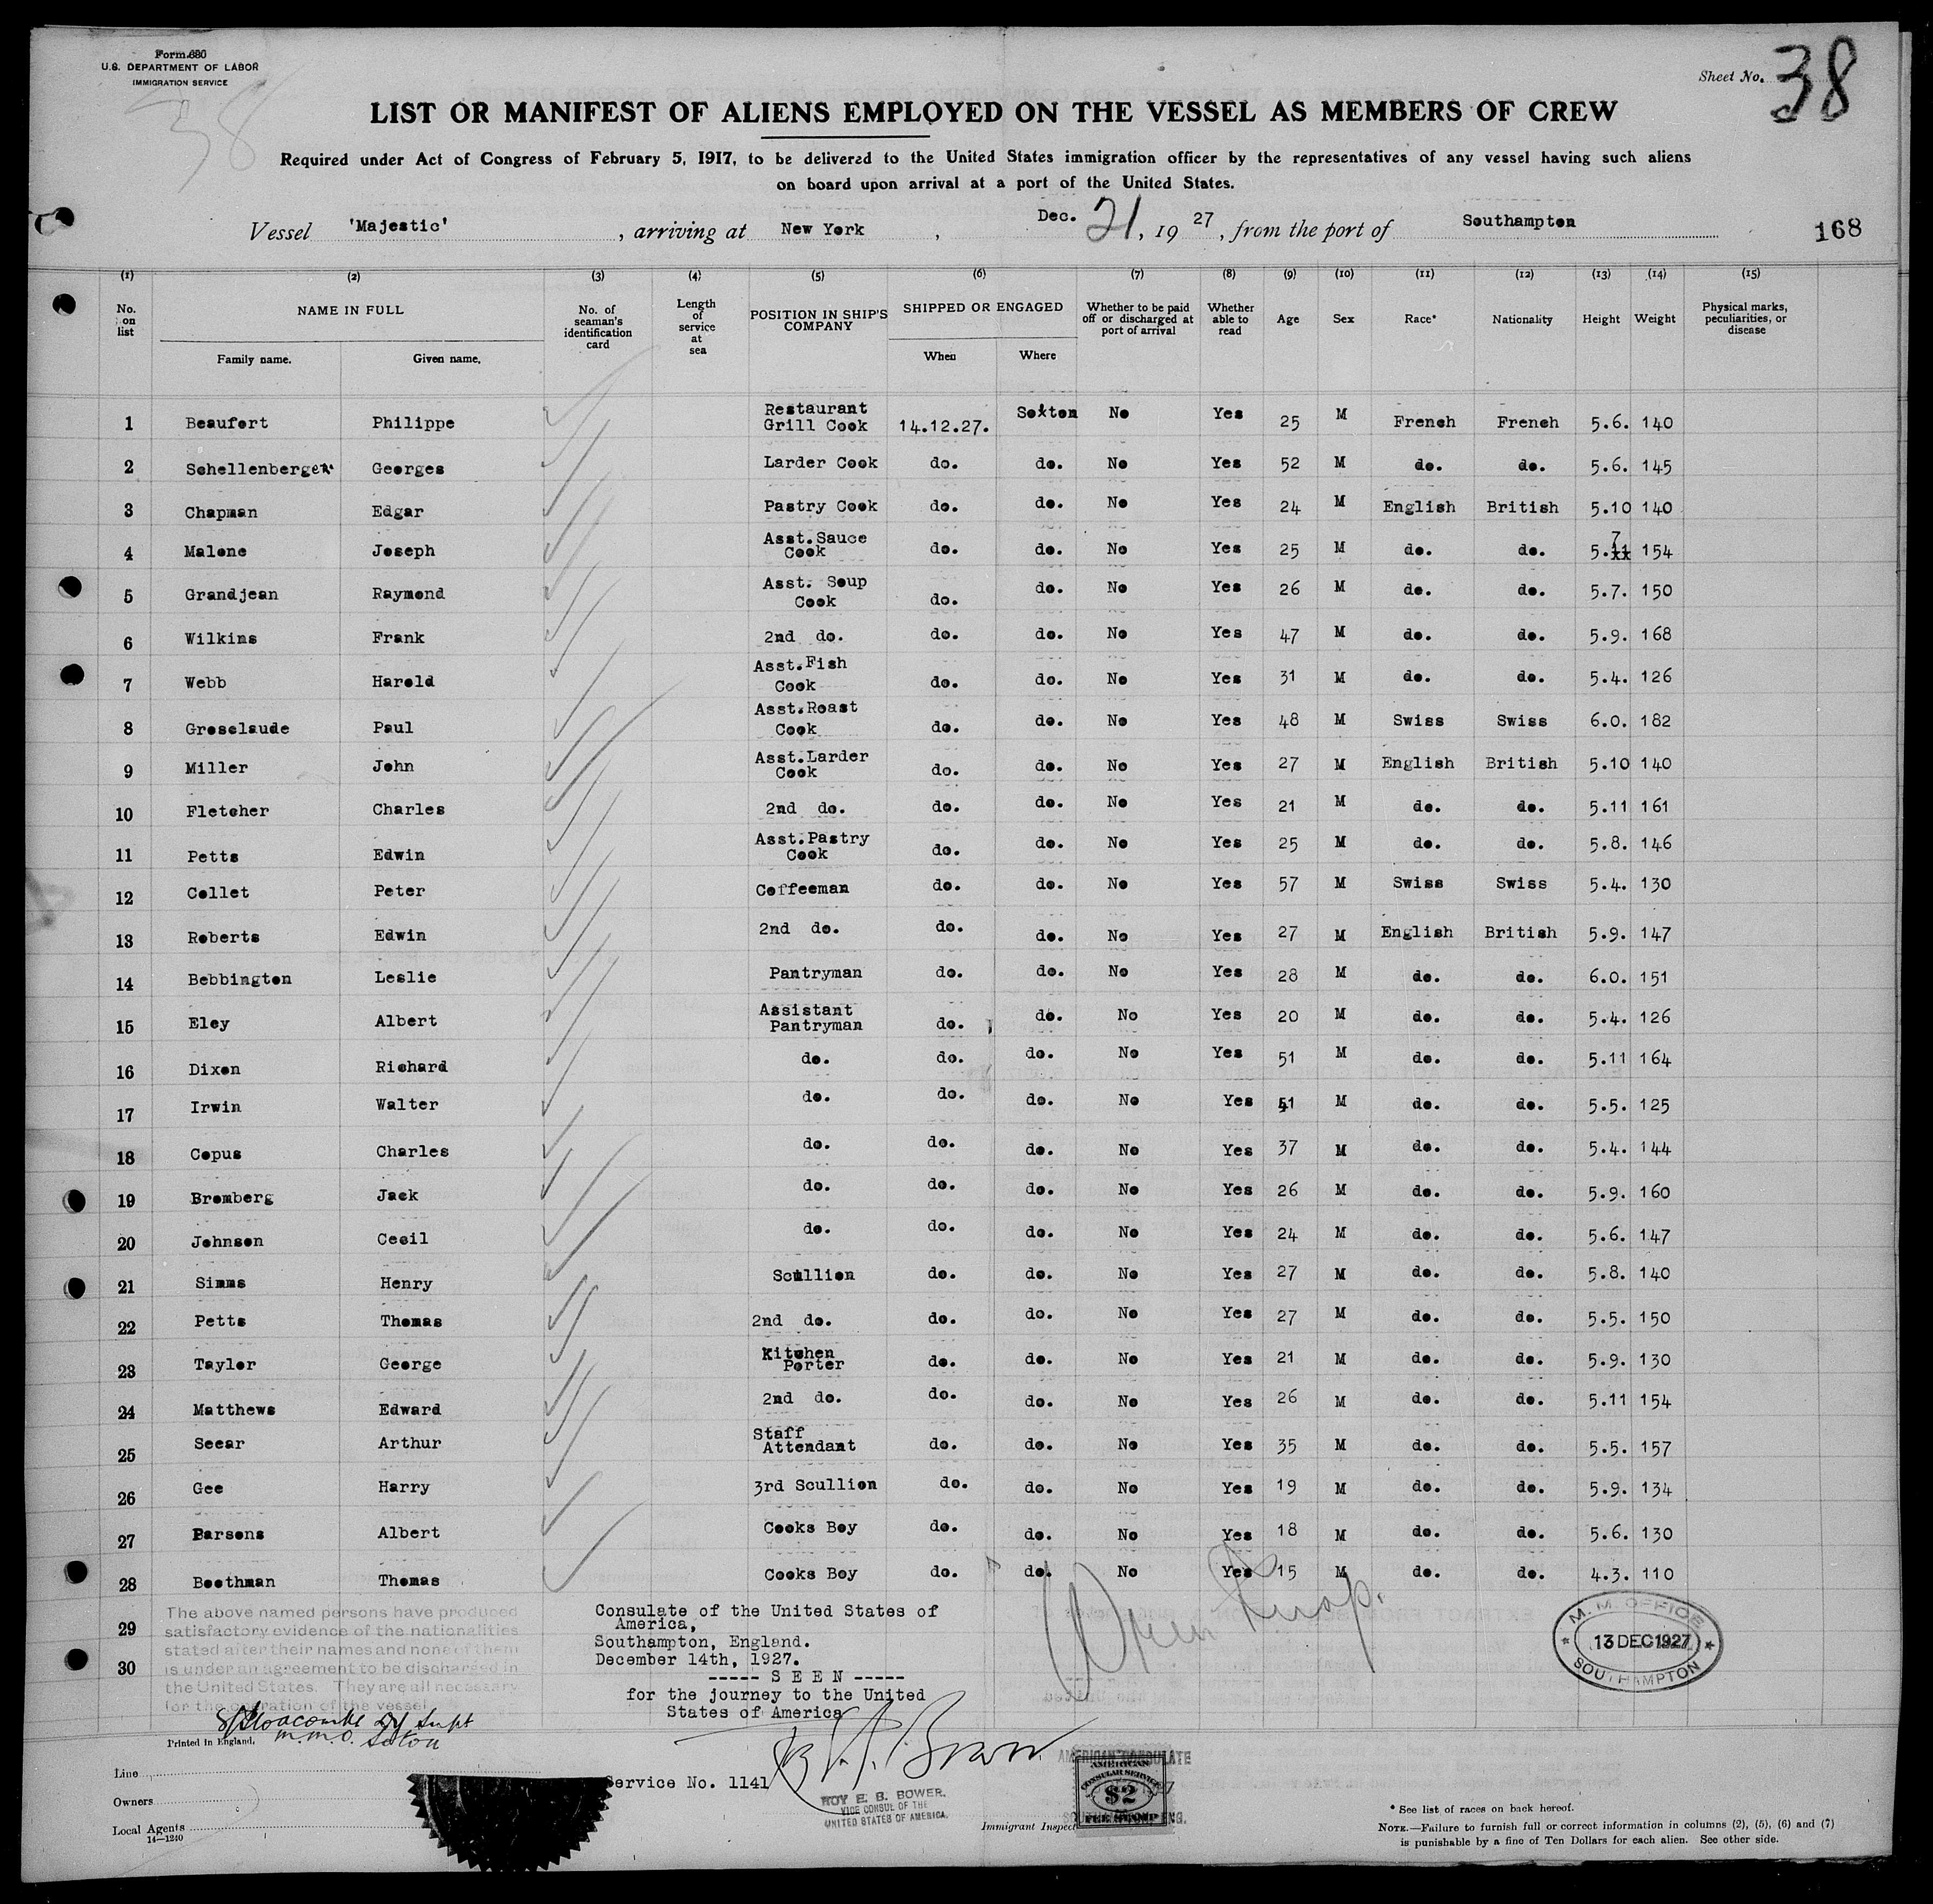 Form 680
U.S. DEPARTMENT OF LABOR
IMMIGRATION SERVICE
38
Sheet No. 38
LIST OR MANIFEST OF ALIENS EMPLOYED ON THE VESSEL AS MEMBERS OF CREW
Required under Act of Congress of February 5, 1917, to be delivered to the United States immigration officer by the representatives of any vessel having such aliens
on board upon arrival at a port of the United States.
Vessel 'Majestic', arriving at New York, Dec. 21, 1927, from the port of Southampton
168
(1) (2) (3) (4) (5) (6) (7) (8) (9) (10) (11) (12) (13) (14) (15)
No. on list NAME IN FULL No. of seaman's identification card Length of service at sea POSITION IN SHIP'S COMPANY SHIPPED OR ENGAGED Whether to be paid off or discharged at port of arrival Whether able to read Age Sex Race* Nationality Height Weight Physical marks, peculiarities, or disease
Family name. Given name. When Where
1 Beaufort Philippe Restaurant Grill Cook 14.12.27. Soxton No Yes 25 M French French 5.6. 140
2 Schellenberger Georges Larder Cook do. do. No Yes 52 M do. do. 5.6. 145
3 Chapman Edgar Pastry Cook do. do. No Yes 24 M English British 5.10 140
4 Malone Joseph Asst.Sauce Cook do. do. No Yes 25 M do. do. 5.7 154
5 Grandjean Raymond Asst. Soup Cook do. do. No Yes 26 M do. do. 5.7. 150
6 Wilkins Frank 2nd do. do. do. No Yes 47 M do. do. 5.9. 168
7 Webb Harold Asst.Fish Cook do. do. No Yes 31 M do. do. 5.4. 126
8 Groselaude Paul Asst.Roast Cook do. do. No Yes 48 M Swiss Swiss 6.0. 182
9 Miller John Asst.Larder Cook do. do. No Yes 27 M English British 5.10 140
10 Fletcher Charles 2nd do. do. do. No Yes 21 M do. do. 5.11 161
11 Petts Edwin Asst.Pastry Cook do. do. No Yes 25 M do. do. 5.8. 146
12 Collet Peter Coffeeman do. do. No Yes 57 M Swiss Swiss 5.4. 130
13 Roberts Edwin 2nd do. do. do. No Yes 27 M English British 5.9. 147
14 Bebbington Leslie Pantryman do. do. No Yes 28 M do. do. 6.0. 151
15 Eley Albert Assistant Pantryman do. do. No Yes 20 M do. do. 5.4. 126
16 Dixon Richard do. do. do. No Yes 51 M do. do. 5.11 164
17 Irwin Walter do. do. do. No Yes 41 M do. do. 5.5. 125
18 Copus Charles do. do. do. No Yes 37 M do. do. 5.4. 144
19 Bromberg Jack do. do. do. No Yes 26 M do. do. 5.9. 160
20 Johnson Cecil do. do. do. No Yes 24 M do. do. 5.6. 147
21 Simms Henry Scullion do. do. No Yes 27 M do. do. 5.8. 140
22 Petts Thomas 2nd do. do. do. No Yes 27 M do. do. 5.5. 150
23 Taylor George Kitchen Porter do. do. No Yes 21 M do. do. 5.9. 130
24 Matthews Edward 2nd do. do. do. No Yes 26 M do. do. 5.11 154
25 Seear Arthur Staff Attendant do. do. No Yes 35 M do. do. 5.5. 157
26 Gee Harry 3rd Scullion do. do. No Yes 19 M do. do. 5.9. 134
27 Parsons Albert Cooks Boy do. do. No Yes 18 M do. do. 5.6. 130
28 Boothman Thomas Cooks Boy do. do. No Yes 15 M do. do. 4.3. 110
29
30
The above named persons have produced
satisfactory evidence of the nationalities
stated after their names and none of them
is under an agreement to be discharged in
the United States. They are all necessary
for the operation of the vessel
Supt
m.m.O. Soton
Consulate of the United States of
America,
Southampton, England.
December 14th, 1927.
----- S E E N -----
for the journey to the United
States of America
M. M. OFFICE
13 DEC 1927
SOUTHAMPTON
Printed in England.
Line
Owners
Local Agents
14—1240
Service No. 1141
ROY E. B. BOWER.
VICE CONSUL OF THE
UNITED STATES OF AMERICA.
AMERICAN CONSULATE
AMERICAN
CONSULAR SERVICE
$2
FEE STAMP
ENG.
Immigrant Inspect
* See list of races on back hereof.
NOTE.—Failure to furnish full or correct information in columns (2), (5), (6) and (7)
is punishable by a fine of Ten Dollars for each alien. See other side.